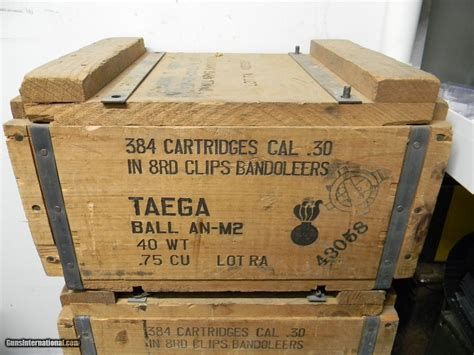 384 CARTRIDGES CAL .30
IN 8RD CLIPS BANDOLEERS
TAEGA
BALL AN-M2
40 WT
.75 CU LOT RA
43058
384 CARTRIDGES CAL .30
IN 8RD CLIPS BANDOLEERS
GunsInternational.com